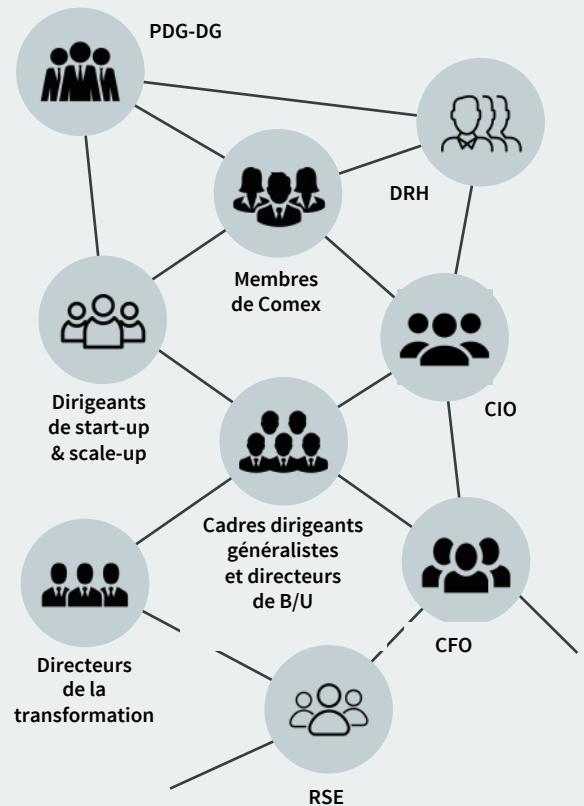 PDG-DG
DRH
Membres
de Comex
Dirigeants
de start-up
& scale-up
CIO
Cadres dirigeants
généralistes
et directeurs
de B/U
CFO
Directeurs
de la
transformation
RSE